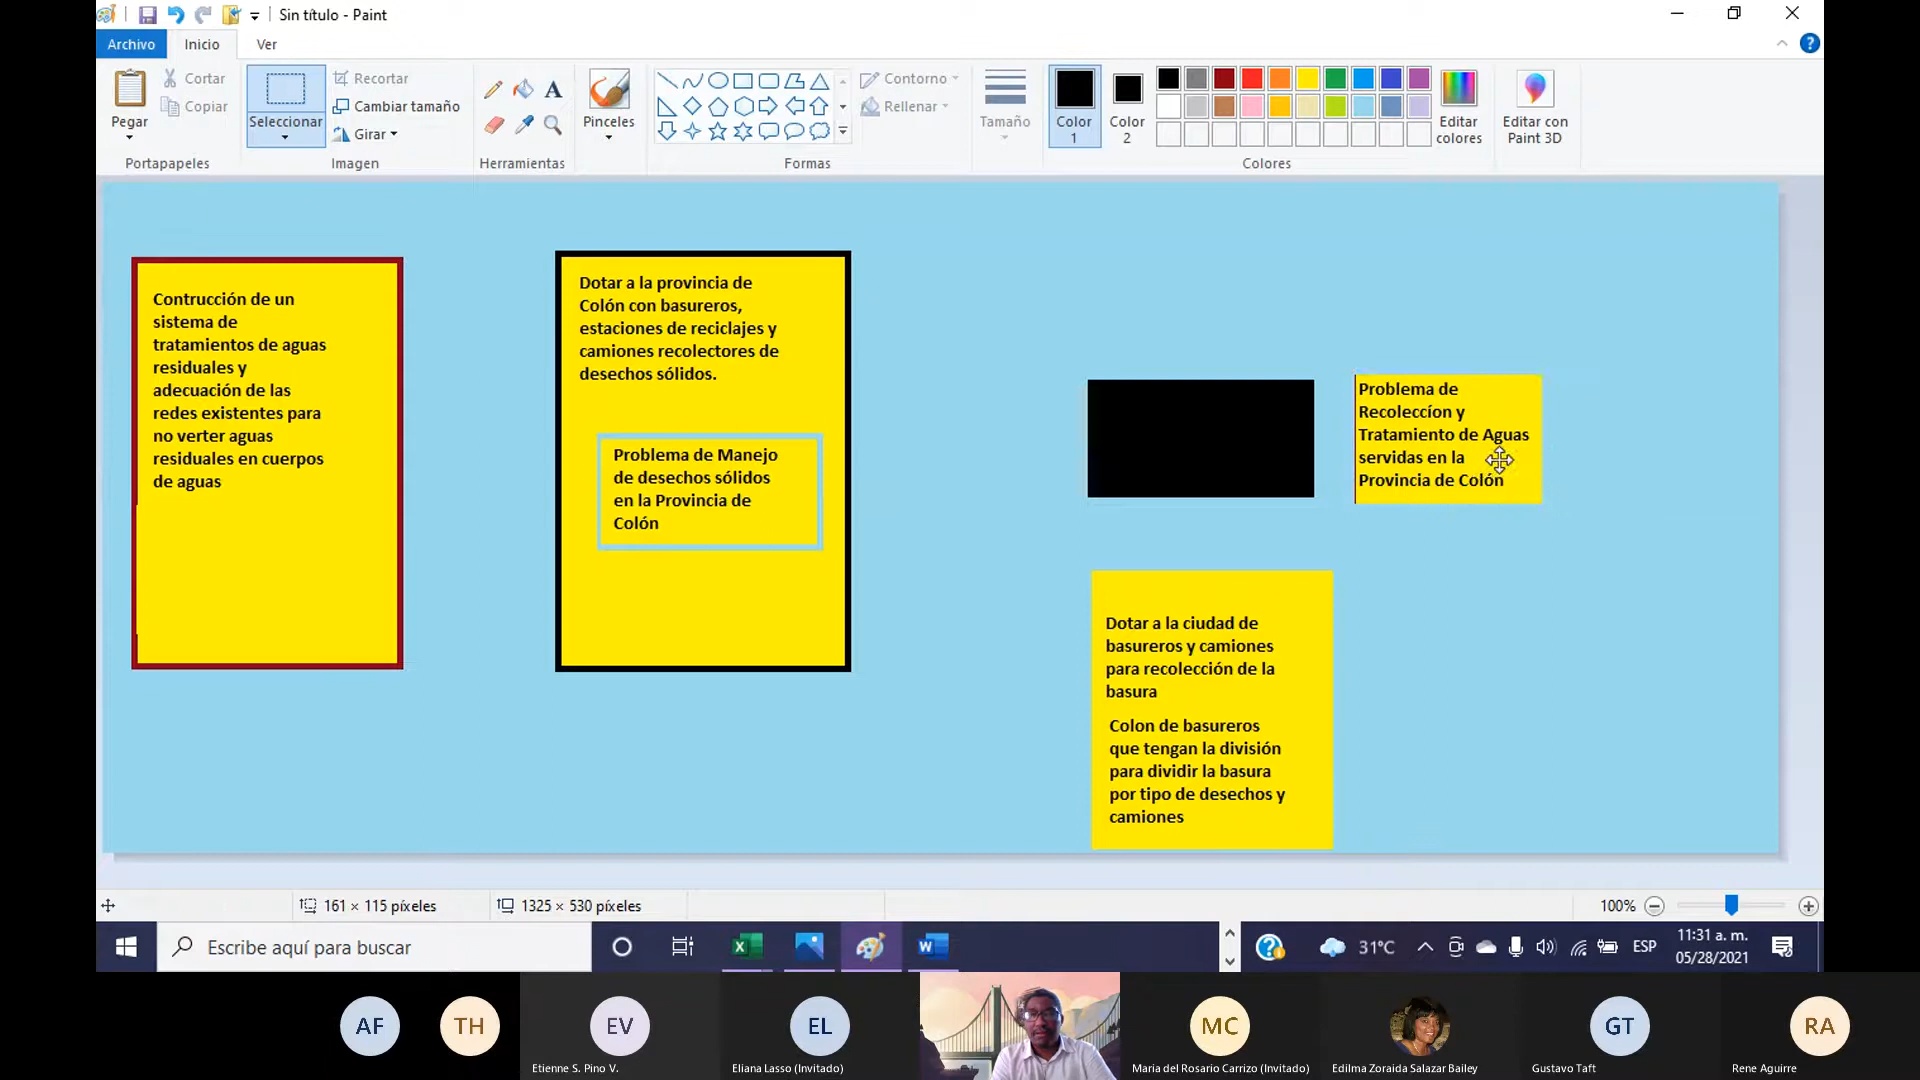 Sin título - Paint
Archivo
Inicio
Ver
Pegar
Cortar
Copiar
Portapapeles
Seleccionar
Recortar
Cambiar tamaño
Girar
Imagen
A
Herramientas
Pinceles
Contorno
Rellenar
Formas
Tamaño
Color
1
Color
2
Colores
Editar
colores
Editar con
Paint 3D
Contrucción de un
sistema de
tratamientos de aguas
residuales y
adecuación de las
redes existentes para
no verter aguas
residuales en cuerpos
de aguas
Dotar a la provincia de
Colón con basureros,
estaciones de reciclajes y
camiones recolectores de
desechos sólidos.
Problema de Manejo
de desechos sólidos
en la Provincia de
Colón
Problema de
Recoleccíon y
Tratamiento de Aguas
servidas en la
Provincia de Colón
Dotar a la ciudad de
basureros y camiones
para recolección de la
basura
Colon de basureros
que tengan la división
para dividir la basura
por tipo de desechos y
camiones
161 × 115 píxeles
1325 × 530 píxeles
100%
Escribe aquí para buscar
31°C
ESP
11:31 a. m.
05/28/2021
AF
TH
EV
Etienne S. Pino V.
EL
Eliana Lasso (Invitado)
MC
Maria del Rosario Carrizo (Invitado)
Edilma Zoraida Salazar Bailey
GT
Gustavo Taft
RA
Rene Aguirre